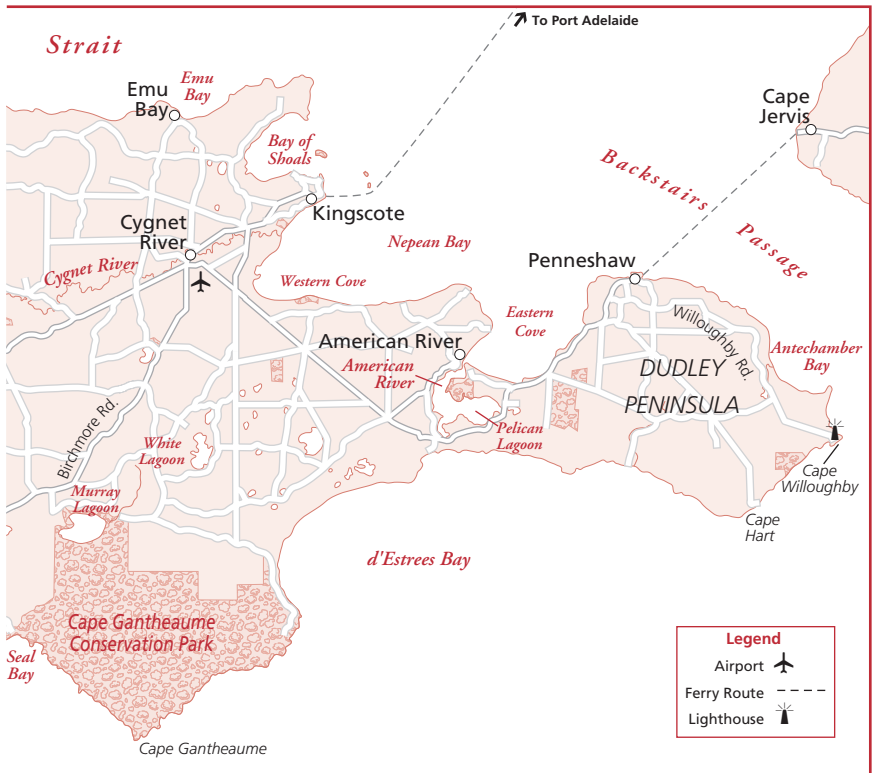 To Port Adelaide
Strait
Emu
Bay
Emu
Bay
Cape
Jervis
Bay of
Shoals
Backstairs
Passage
Kingscote
Cygnet
River
Nepean Bay
Cygnet River
Penneshaw
Western Cove
Eastern
Cove
Willoughby Rd.
American River
American
River
Antechamber
Bay
DUDLEY
PENINSULA
Birchmore Rd.
White
Lagoon
Pelican
Lagoon
Cape
Willoughby
Murray
Lagoon
Cape
Hart
d'Estrees Bay
Cape Gantheaume
Conservation Park
Seal
Bay
Cape Gantheaume
Legend
Airport
Ferry Route
Lighthouse